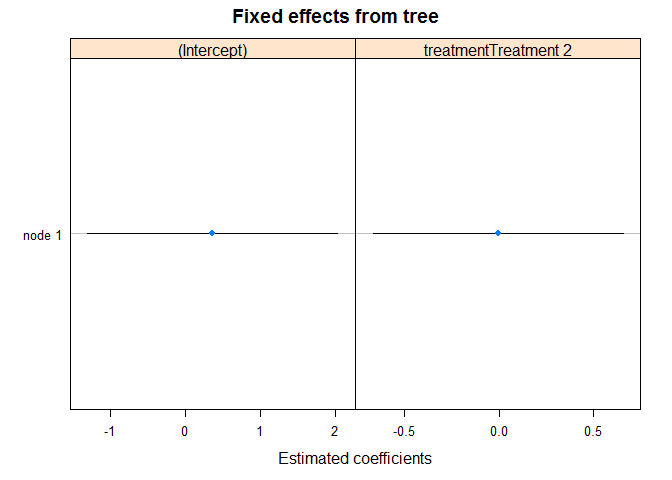 Fixed effects from tree
(Intercept) treatmentTreatment 2
node 1
-1 0 1 2 -0.5 0.0 0.5
Estimated coefficients